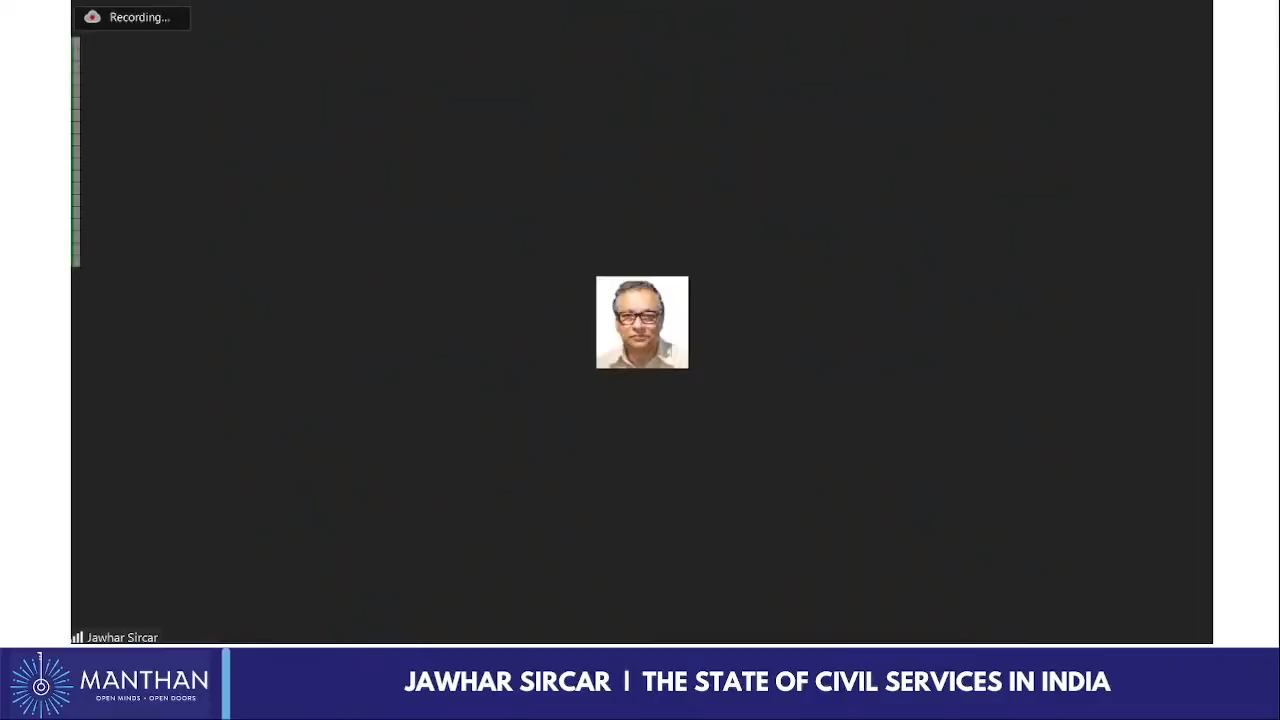 Recording...
Jawhar Sircar
MANTHAN
OPEN MINDS • OPEN DOORS
JAWHAR SIRCAR | THE STATE OF CIVIL SERVICES IN INDIA